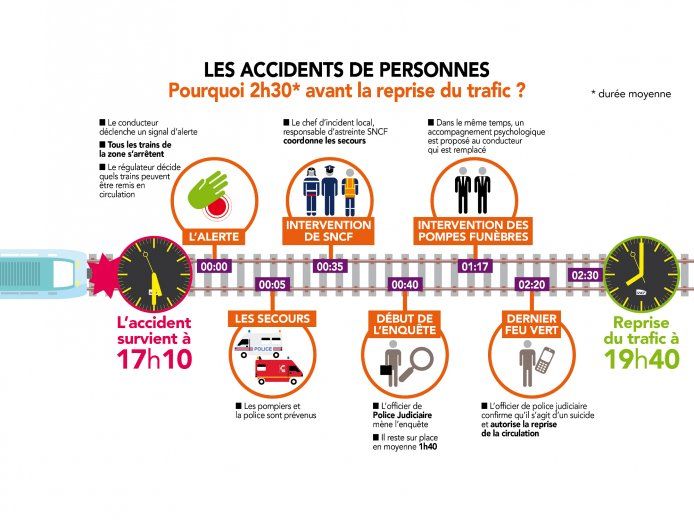 LES ACCIDENTS DE PERSONNES
Pourquoi 2h30* avant la reprise du trafic ?
* durée moyenne
■ Le conducteur
déclenche un signal d'alerte
■ Tous les trains de
la zone s'arrêtent
■ Le régulateur décide
quels trains peuvent
être remis en
circulation
■ Le chef d'incident local,
responsable d'astreinte SNCF
coordonne les secours
■ Dans le même temps, un
accompagnement psychologique
est proposé au conducteur
qui est remplacé
L'ALERTE
INTERVENTION
DE SNCF
INTERVENTION DES
POMPES FUNÈBRES
00:00
00:35
01:17
02:30
00:05
00:40
02:20
L'accident
survient à
17h10
LES SECOURS
POLICE
■ Les pompiers et
la police sont prévenus
DÉBUT DE
L'ENQUÊTE
■ L'officier de
Police Judiciaire
mène l'enquête
■ Il reste sur place
en moyenne 1h40
DERNIER
FEU VERT
■ L'officier de police judiciaire
confirme qu'il s'agit d'un suicide
et autorise la reprise
de la circulation
Reprise
du trafic à
19h40